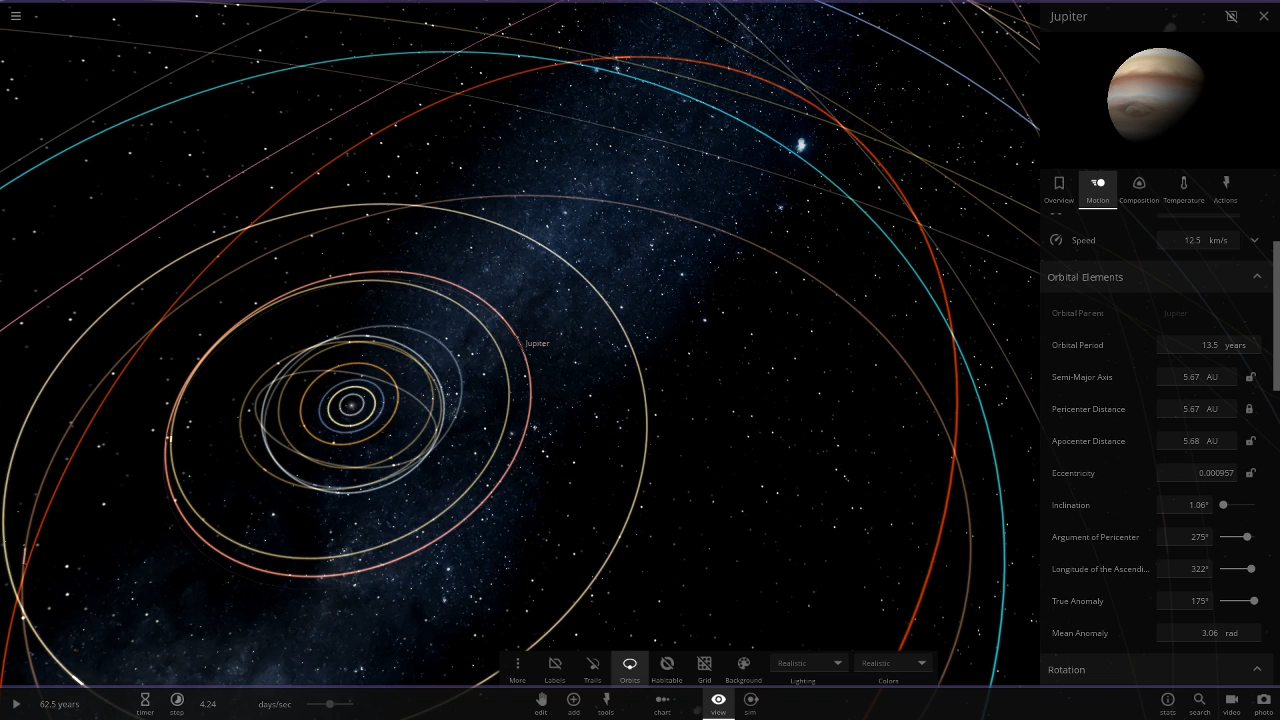 Jupiter
Overview
Motion
Composition
Temperature
Actions
Speed 12.5 km/s
Orbital Elements
Orbital Parent Jupiter
Orbital Period 13.5 years
Semi-Major Axis 5.67 AU
Pericenter Distance 5.67 AU
Apocenter Distance 5.68 AU
Eccentricity 0.000957
Inclination 1.06°
Argument of Pericenter 275°
Longitude of the Ascendi... 322°
True Anomaly 175°
Mean Anomaly 3.06 rad
Rotation
Jupiter
More
Labels
Trails
Orbits
Habitable
Grid
Background
Realistic
Lighting
Realistic
Colors
62.5 years
timer
step
4.24 days/sec
edit
add
tools
chart
view
sim
stats
search
video
photo